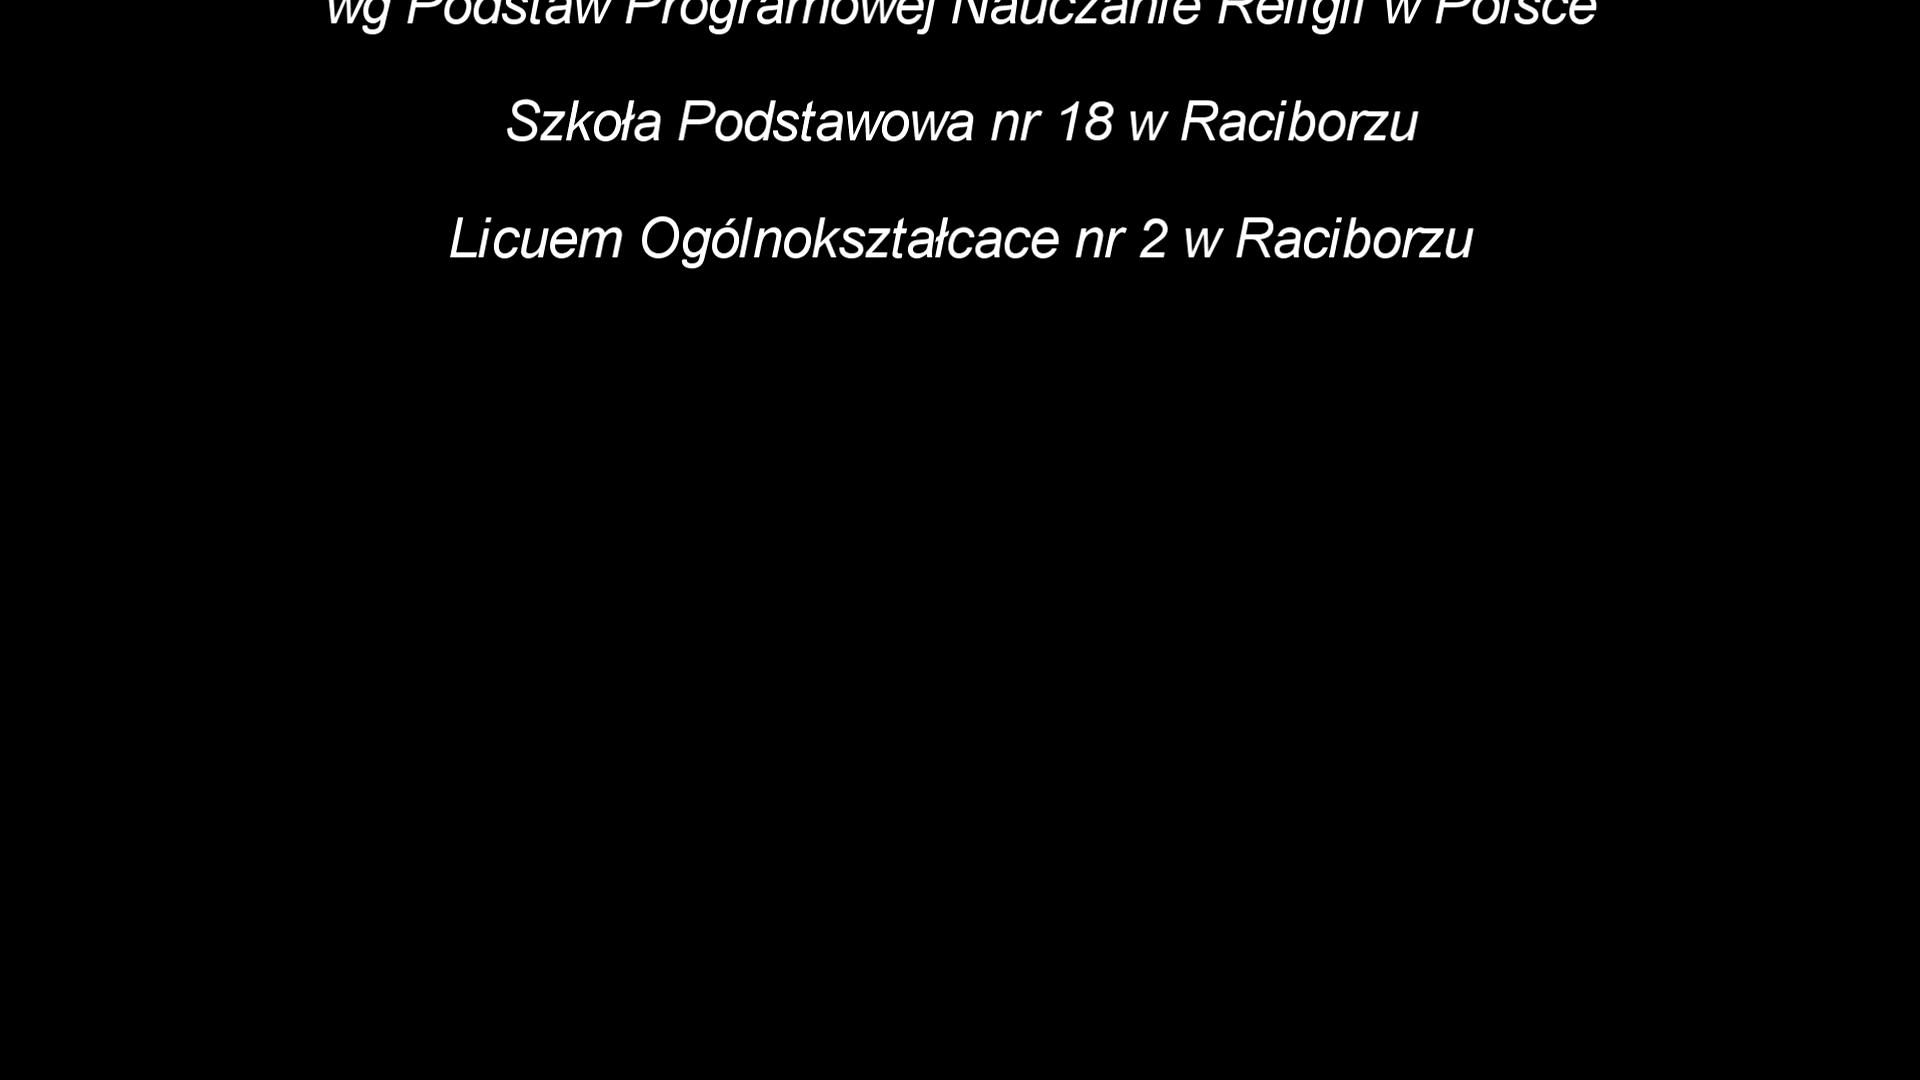 wg Podstaw Programowej Nauczanie Religii w Polsce
Szkoła Podstawowa nr 18 w Raciborzu
Licuem Ogólnokształcace nr 2 w Raciborzu